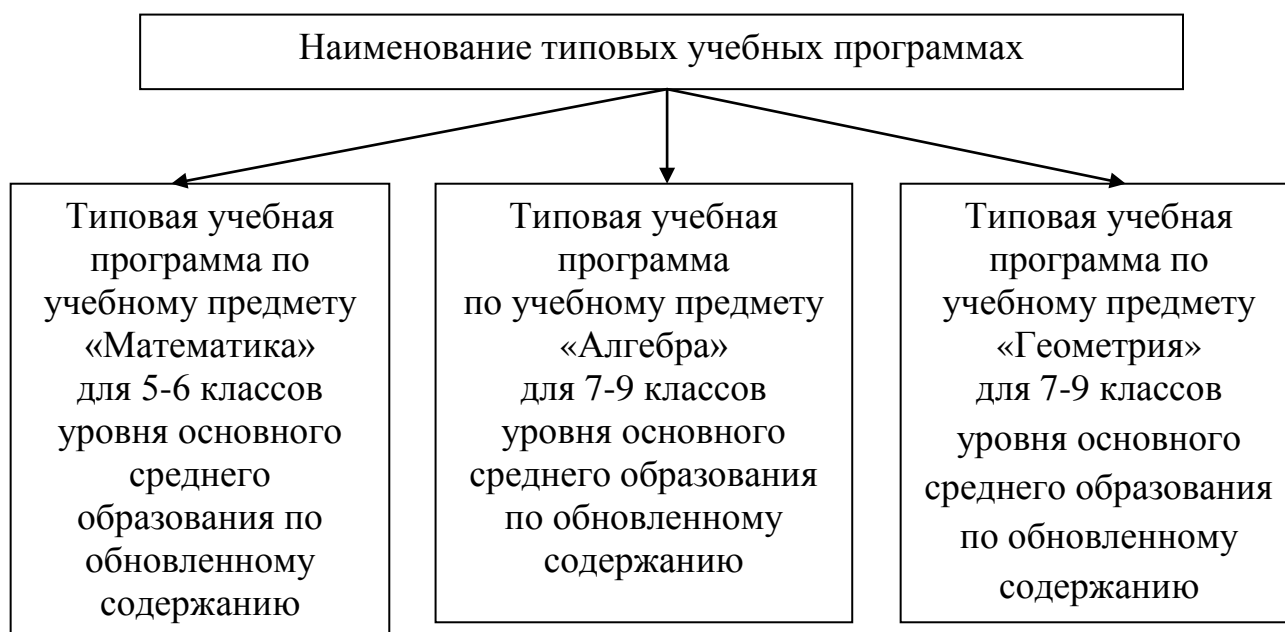 Наименование типовых учебных программах
Типовая учебная
программа по
учебному предмету
«Математика»
для 5-6 классов
уровня основного
среднего
образования по
обновленному
содержанию
Типовая учебная
программа
по учебному предмету
«Алгебра»
для 7-9 классов
уровня основного
среднего образования
по обновленному
содержанию
Типовая учебная
программа по
учебному предмету
«Геометрия»
для 7-9 классов
уровня основного
среднего образования
по обновленному
содержанию